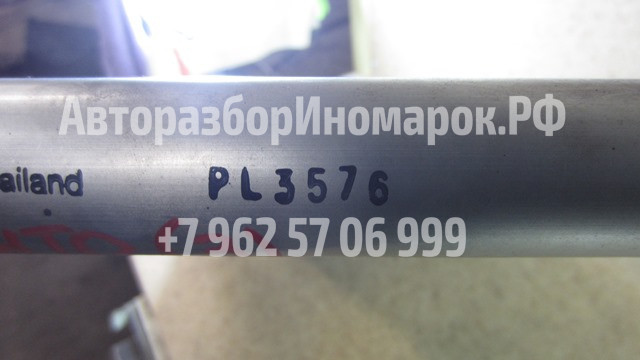 АвторазборИномарок.РФ
ailand PL3576
+7 962 57 06 999